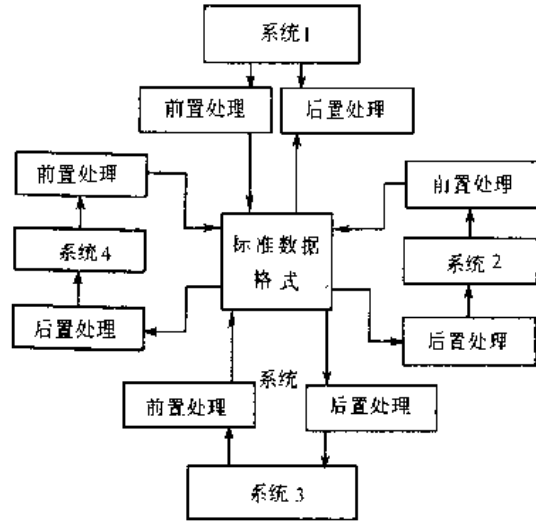 系统1
前置处理
后置处理
前置处理
前置处理
标准数据
格式
系统4
系统2
后置处理
后置处理
系统
前置处理
后置处理
系统3